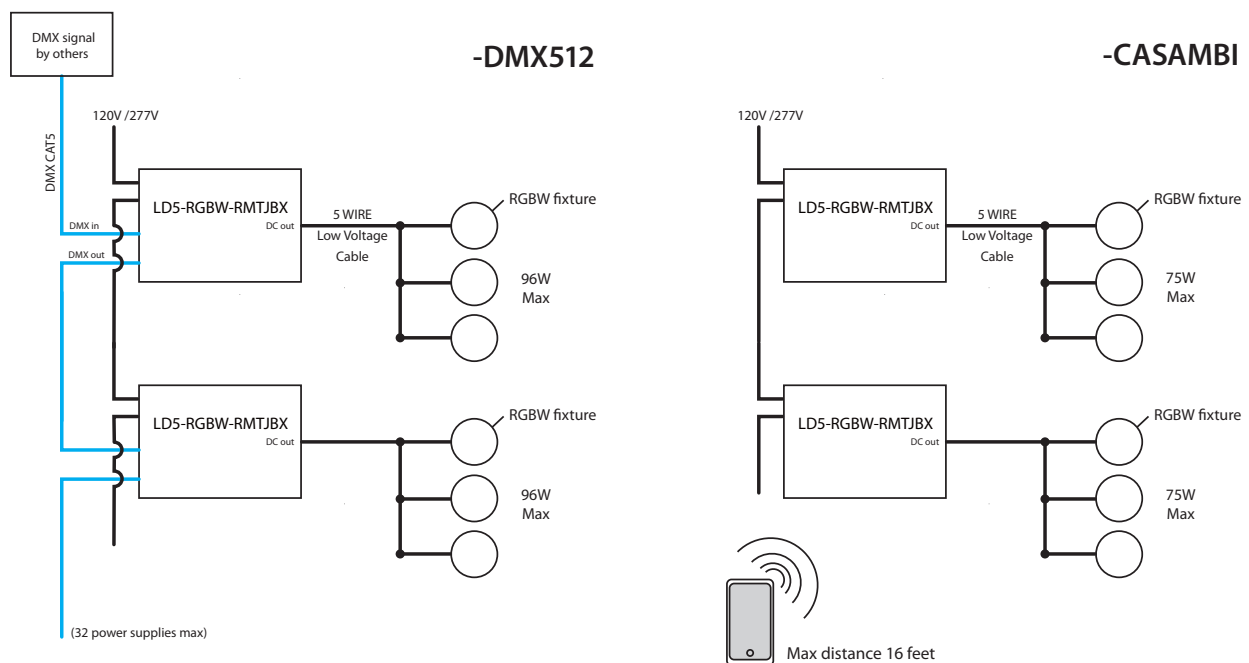 DMX signal
by others
-DMX512
120V /277V
DMX CAT5
LD5-RGBW-RMTJBX
DC out
DMX in
DMX out
5 WIRE
Low Voltage
Cable
RGBW fixture
96W
Max
LD5-RGBW-RMTJBX
DC out
RGBW fixture
96W
Max
(32 power supplies max)
-CASAMBI
120V /277V
LD5-RGBW-RMTJBX
DC out
5 WIRE
Low Voltage
Cable
RGBW fixture
75W
Max
LD5-RGBW-RMTJBX
DC out
RGBW fixture
75W
Max
Max distance 16 feet